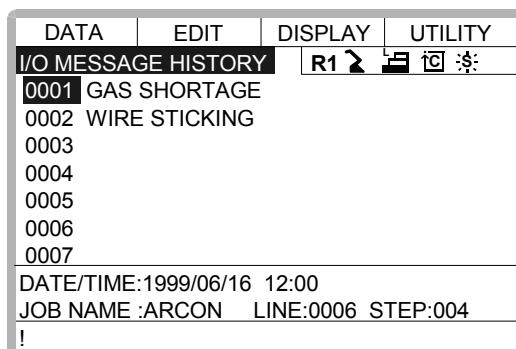 DATA EDIT DISPLAY UTILITY
I/O MESSAGE HISTORY R1 C S
0001 GAS SHORTAGE
0002 WIRE STICKING
0003
0004
0005
0006
0007
DATE/TIME:1999/06/16 12:00
JOB NAME :ARCON LINE:0006 STEP:004
!